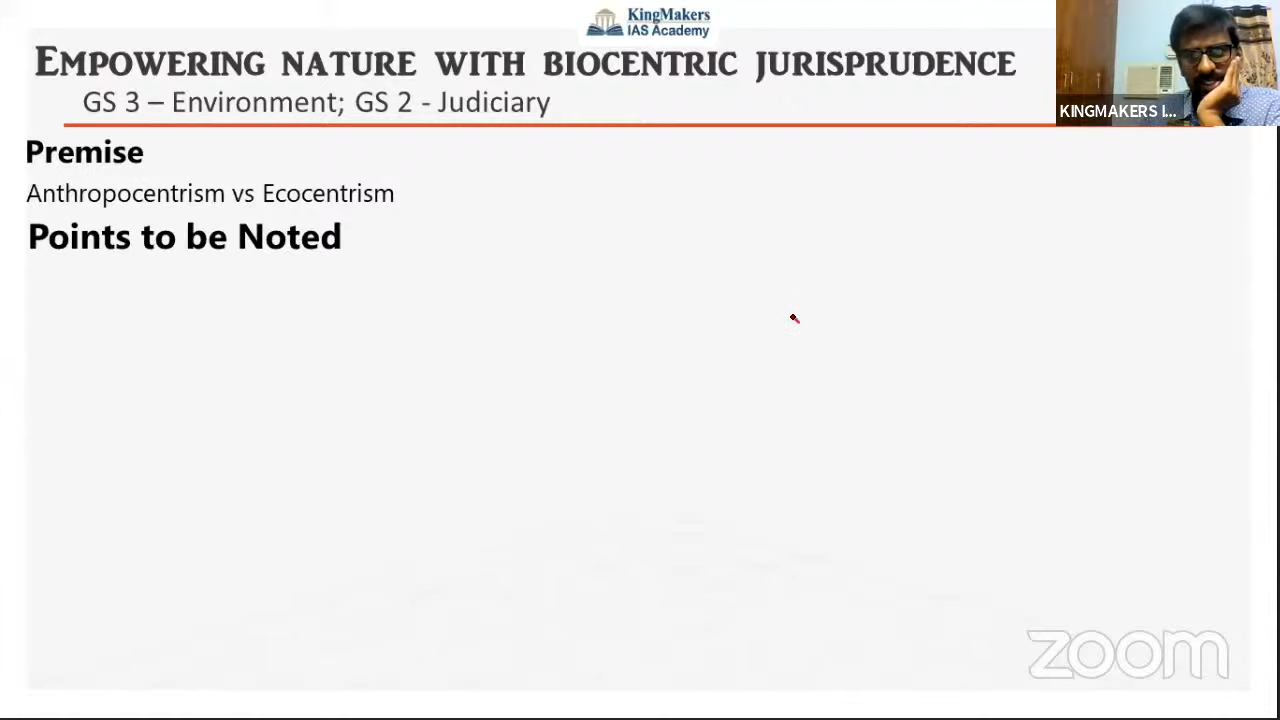 KingMakers
IAS Academy
EMPOWERING NATURE WITH BIOCENTRIC JURISPRUDENCE
GS 3 – Environment; GS 2 - Judiciary
KINGMAKERS I...
Premise
Anthropocentrism vs Ecocentrism
Points to be Noted
zoom